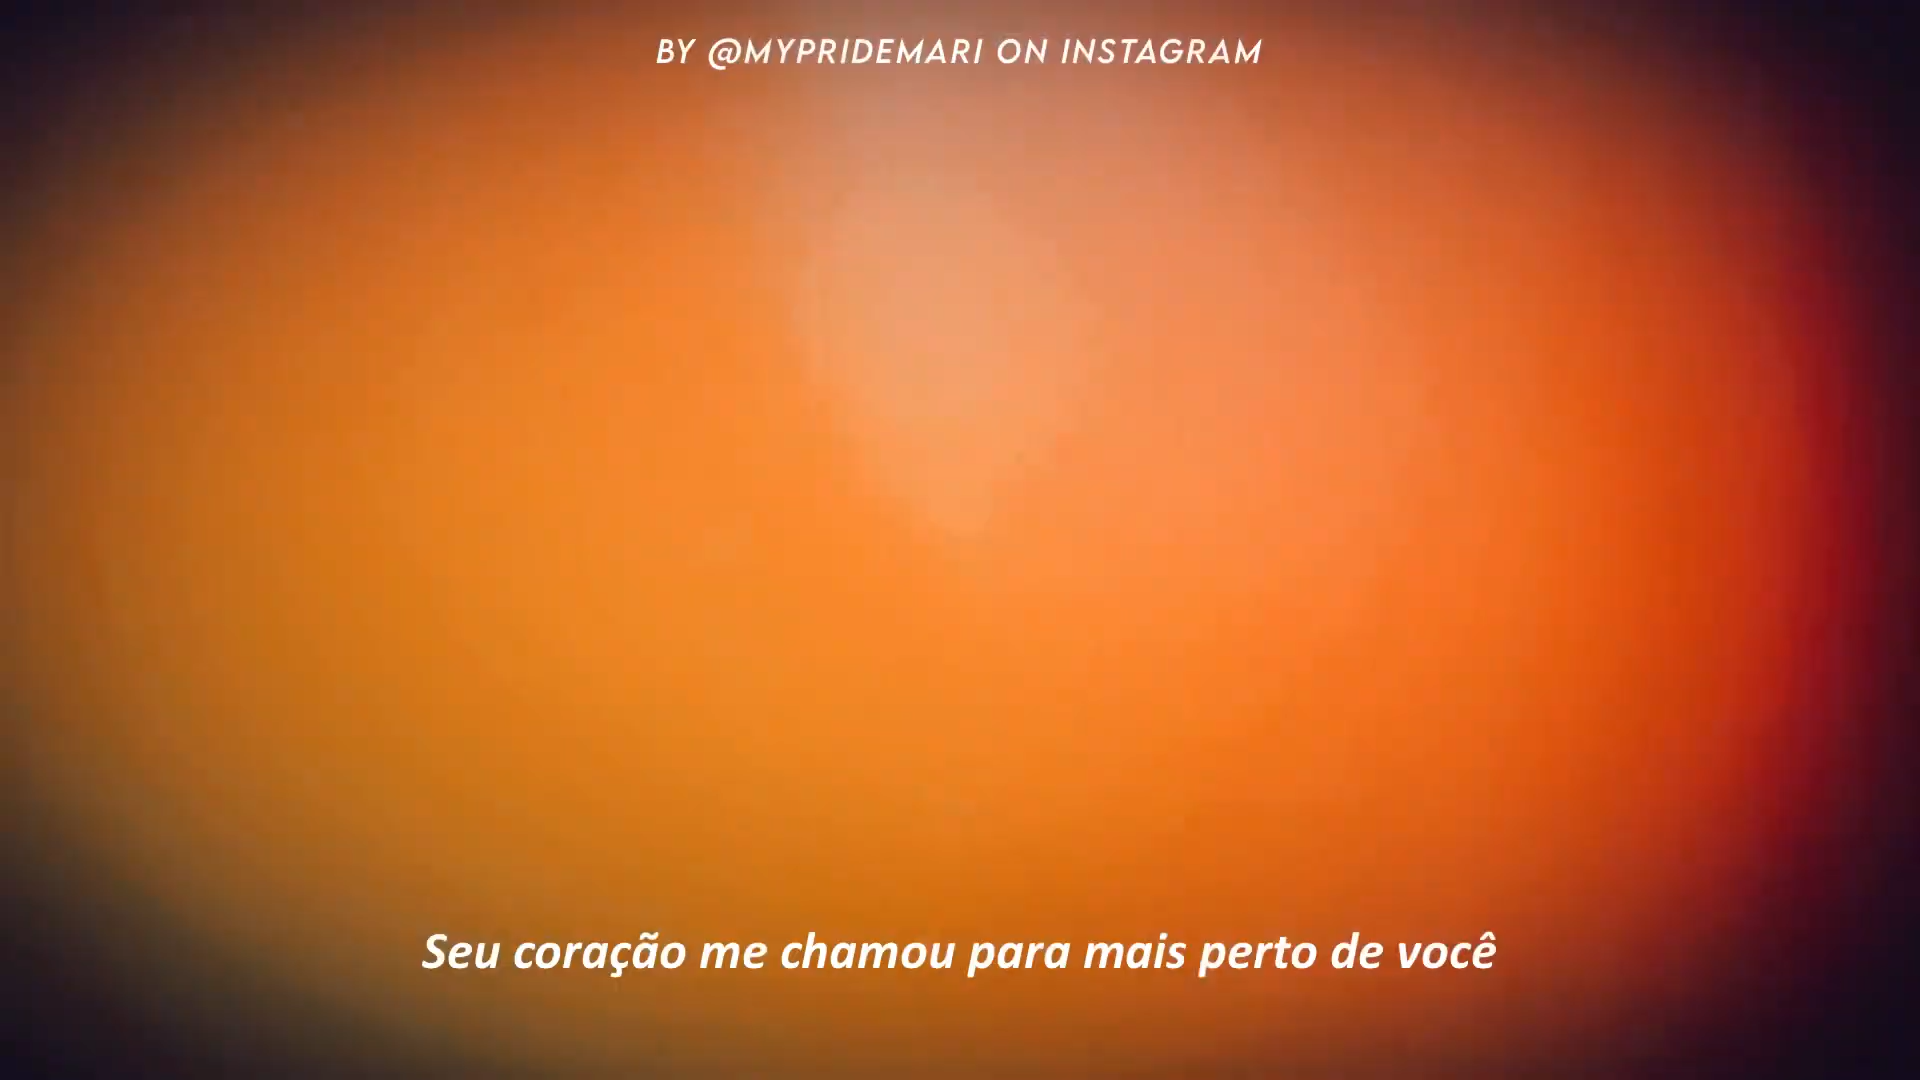 BY @MYPRIDEMARI ON INSTAGRAM
Seu coração me chamou para mais perto de você